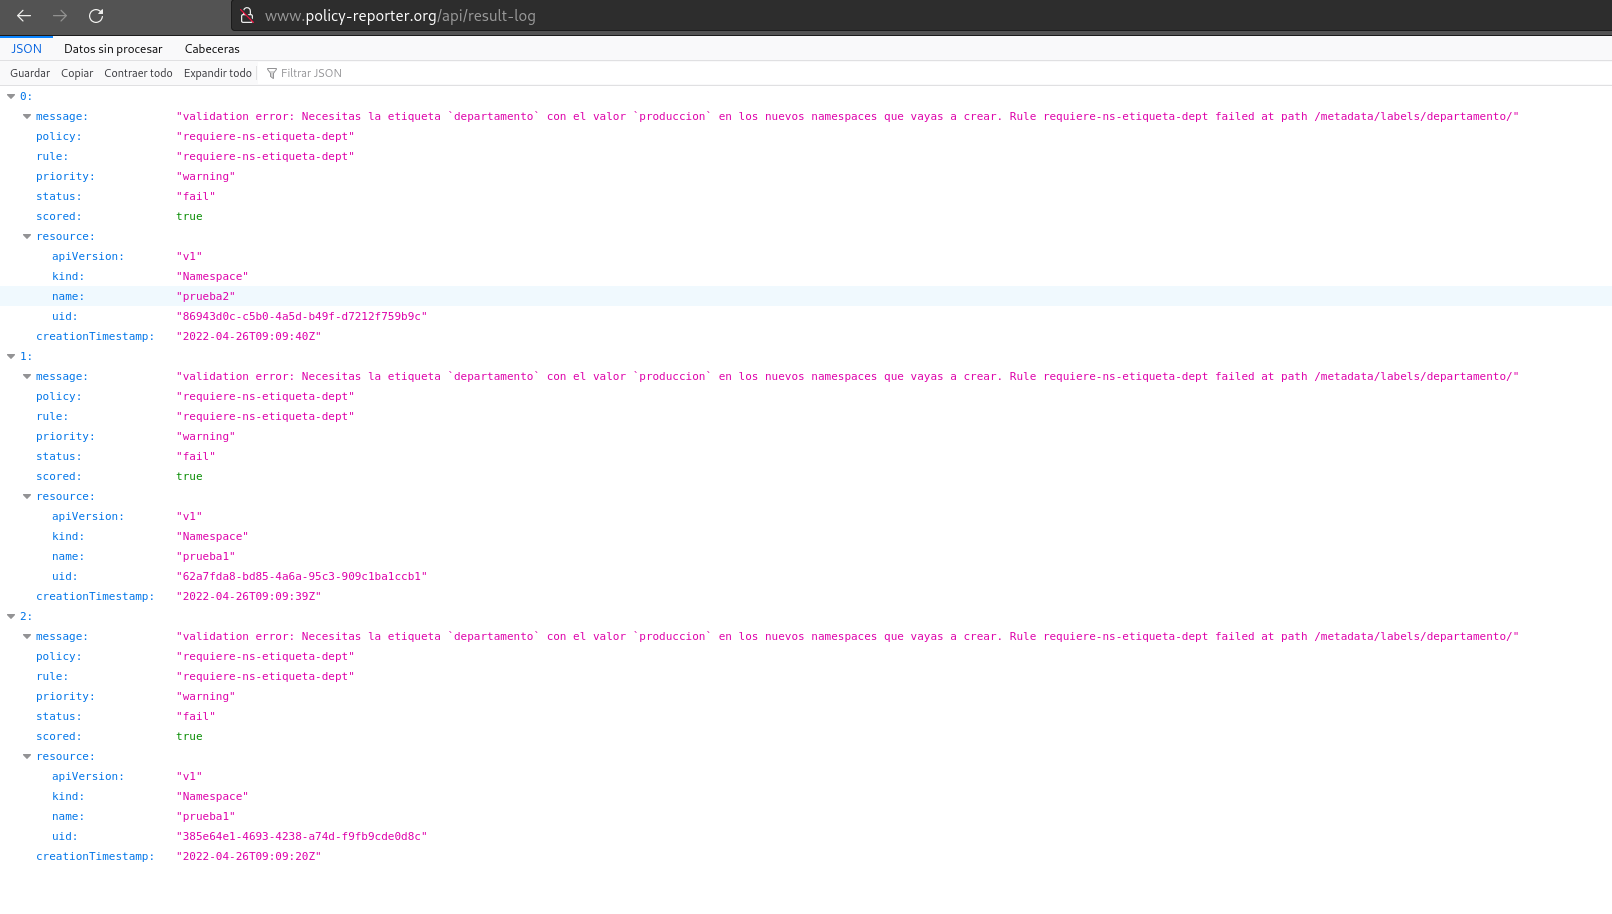 www.policy-reporter.org/api/result-log
JSON Datos sin procesar Cabeceras
Guardar Copiar Contraer todo Expandir todo Filtrar JSON
0:
message: "validation error: Necesitas la etiqueta `departamento` con el valor `produccion` en los nuevos namespaces que vayas a crear. Rule requiere-ns-etiqueta-dept failed at path /metadata/labels/departamento/"
policy: "requiere-ns-etiqueta-dept"
rule: "requiere-ns-etiqueta-dept"
priority: "warning"
status: "fail"
scored: true
resource:
apiVersion: "v1"
kind: "Namespace"
name: "prueba2"
uid: "86943d0c-c5b0-4a5d-b49f-d7212f759b9c"
creationTimestamp: "2022-04-26T09:09:40Z"
1:
message: "validation error: Necesitas la etiqueta `departamento` con el valor `produccion` en los nuevos namespaces que vayas a crear. Rule requiere-ns-etiqueta-dept failed at path /metadata/labels/departamento/"
policy: "requiere-ns-etiqueta-dept"
rule: "requiere-ns-etiqueta-dept"
priority: "warning"
status: "fail"
scored: true
resource:
apiVersion: "v1"
kind: "Namespace"
name: "prueba1"
uid: "62a7fda8-bd85-4a6a-95c3-909c1ba1ccb1"
creationTimestamp: "2022-04-26T09:09:39Z"
2:
message: "validation error: Necesitas la etiqueta `departamento` con el valor `produccion` en los nuevos namespaces que vayas a crear. Rule requiere-ns-etiqueta-dept failed at path /metadata/labels/departamento/"
policy: "requiere-ns-etiqueta-dept"
rule: "requiere-ns-etiqueta-dept"
priority: "warning"
status: "fail"
scored: true
resource:
apiVersion: "v1"
kind: "Namespace"
name: "prueba1"
uid: "385e64e1-4693-4238-a74d-f9fb9cde0d8c"
creationTimestamp: "2022-04-26T09:09:20Z"